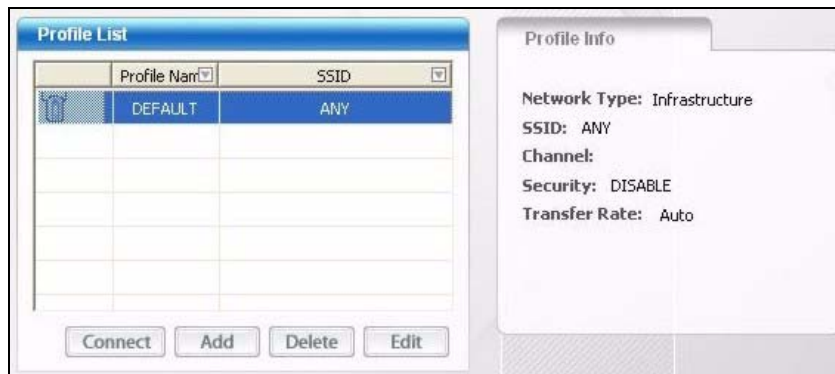 Profile List
Profile Nam SSID
DEFAULT ANY
Connect Add Delete Edit
Profile Info
Network Type: Infrastructure
SSID: ANY
Channel:
Security: DISABLE
Transfer Rate: Auto